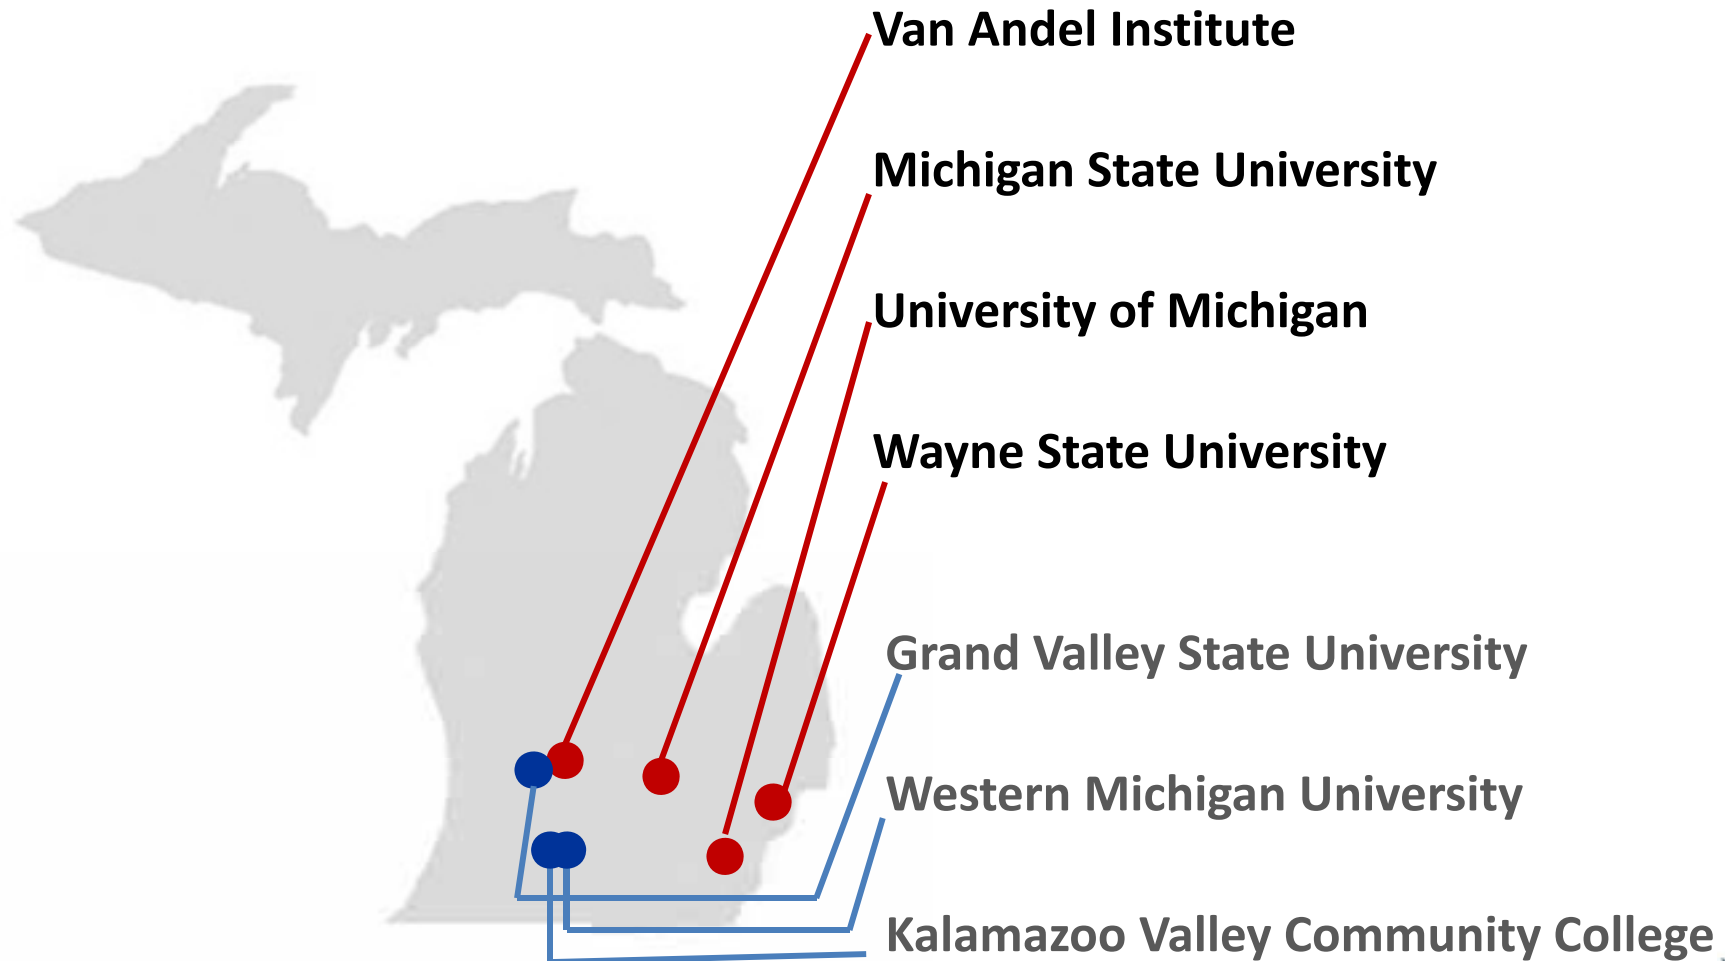 Van Andel Institute
Michigan State University
University of Michigan
Wayne State University
Grand Valley State University
Western Michigan University
Kalamazoo Valley Community College